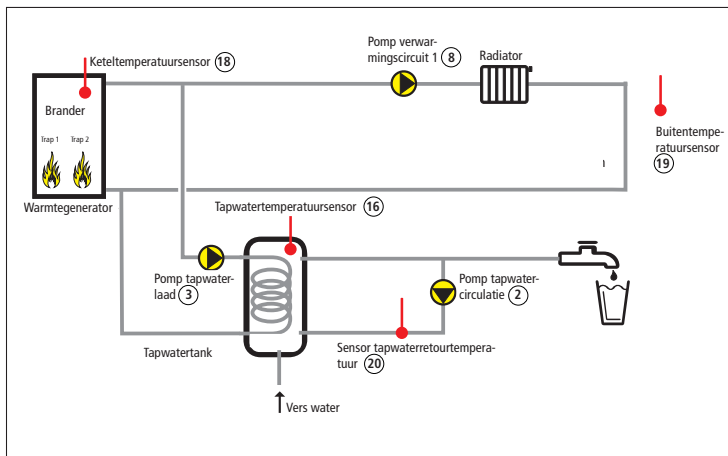 Keteltemperatuursensor 18
Pomp verwar-
mingscircuit 1 8
Radiator
Brander
Trap 1 Trap 2
Warmtegenerator
Buitentempe-
ratuursensor
19
ı
Tapwatertemperatuursensor 16
Pomp tapwater-
laad 3
Pomp tapwater-
circulatie 2
Tapwatertank
Sensor tapwaterretourtempera-
tuur 20
Vers water